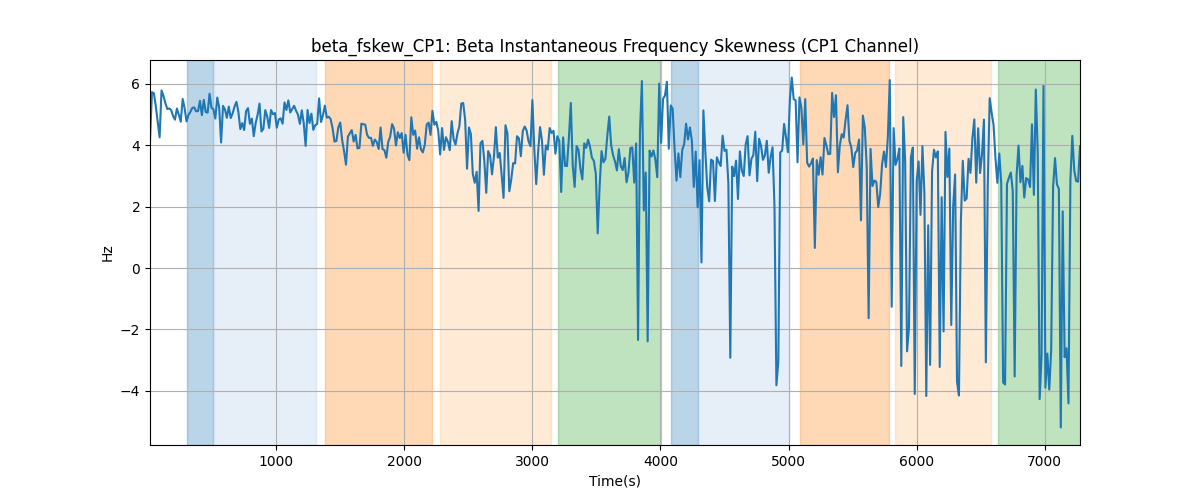 beta_fskew_CP1: Beta Instantaneous Frequency Skewness (CP1 Channel)
6
4
2
0
−2
−4
Hz
1000 2000 3000 4000 5000 6000 7000
Time(s)